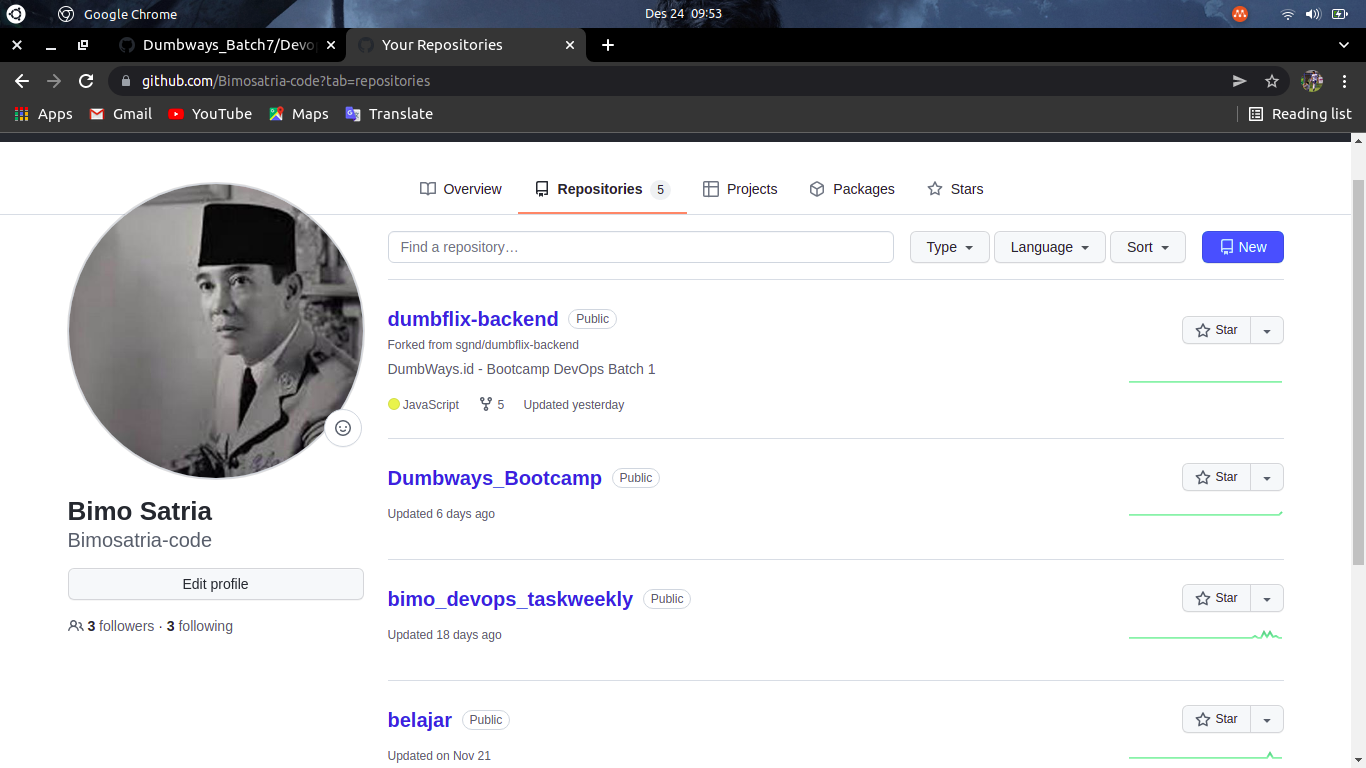 Google Chrome
Des 24 09:53
Dumbways_Batch7/Devo
Your Repositories
github.com/Bimosatria-code?tab=repositories
Apps
Gmail
YouTube
Maps
Translate
Reading list
Overview
Repositories 5
Projects
Packages
Stars
Find a repository…
Type
Language
Sort
New
dumbflix-backend Public
Star
Forked from sgnd/dumbflix-backend
DumbWays.id - Bootcamp DevOps Batch 1
JavaScript 5 Updated yesterday
Dumbways_Bootcamp Public
Star
Updated 6 days ago
Bimo Satria
Bimosatria-code
Edit profile
3 followers · 3 following
bimo_devops_taskweekly Public
Star
Updated 18 days ago
belajar Public
Star
Updated on Nov 21